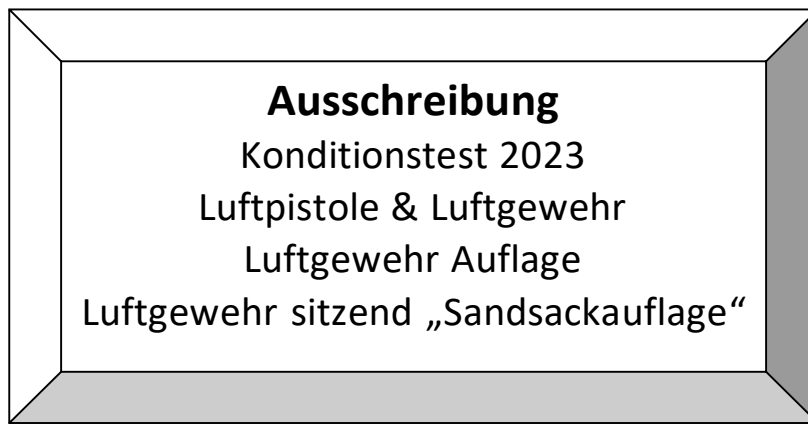 Ausschreibung
Konditionstest 2023
Luftpistole & Luftgewehr
Luftgewehr Auflage
Luftgewehr sitzend „Sandsackauflage“